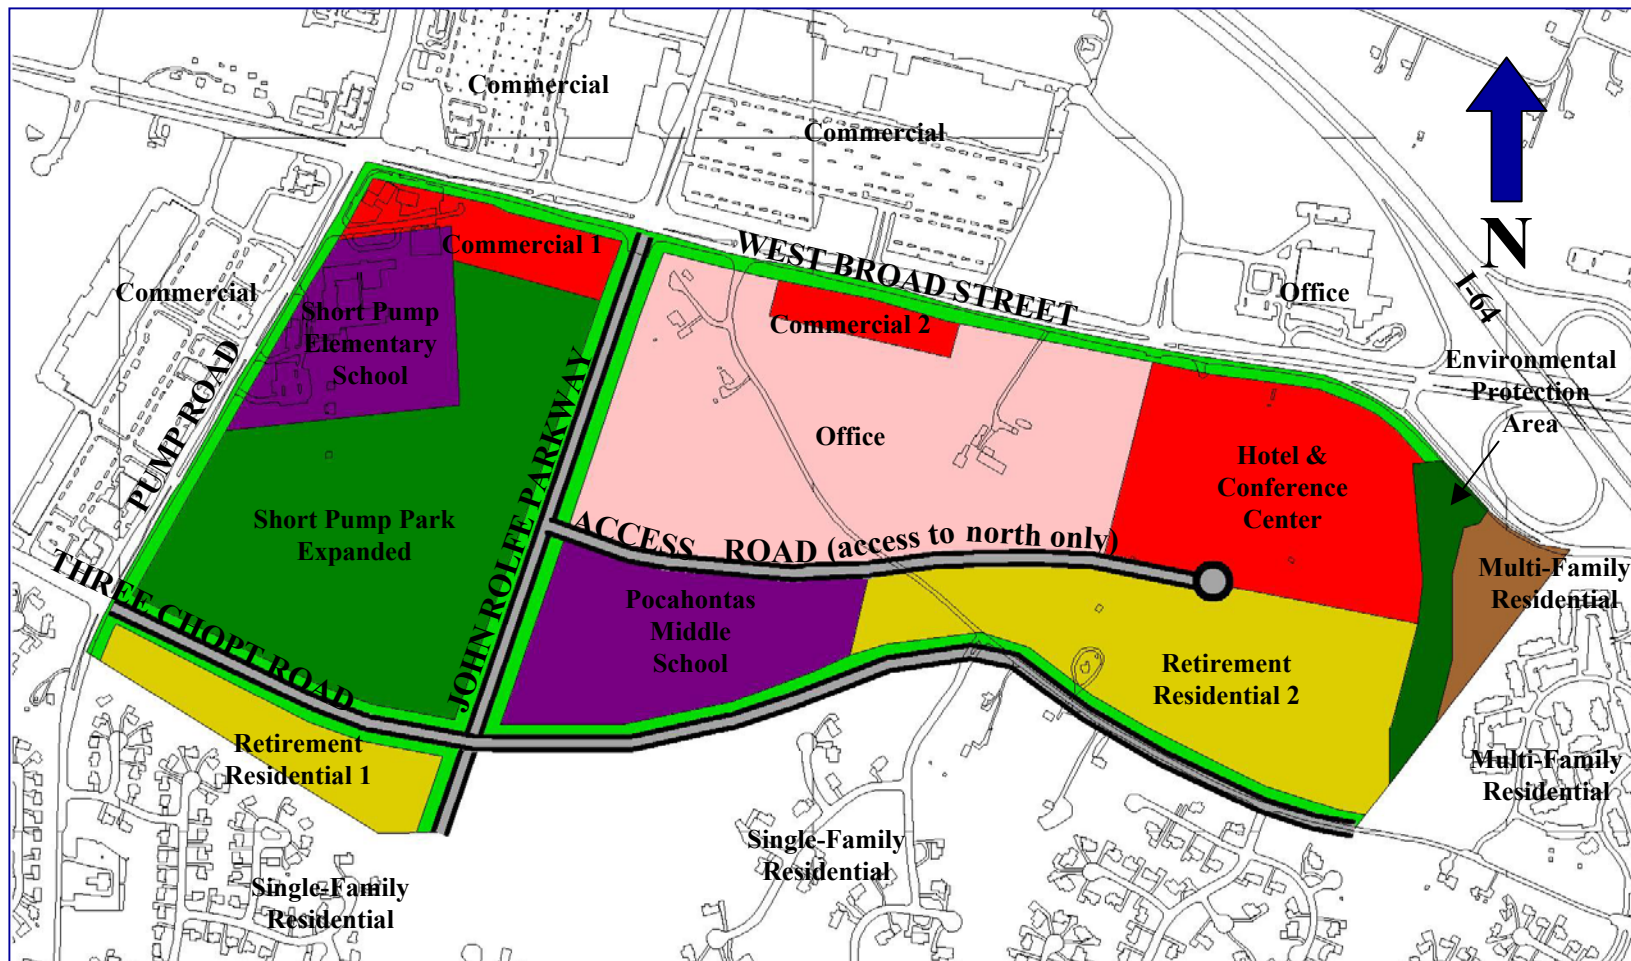 Commercial
Commercial
N
WEST BROAD STREET
I-64
Office
Commercial 1
Commercial
Short Pump
Elementary
School
Commercial 2
Environmental
Protection
Area
PUMP ROAD
JOHN ROLFE PARKWAY
Office
Hotel &
Conference
Center
Short Pump Park
Expanded
ACCESS ROAD (access to north only)
THREE CHOPT ROAD
Pocahontas
Middle
School
Multi-Family
Residential
Retirement
Residential 2
Retirement
Residential 1
Multi-Family
Residential
Single-Family
Residential
Single-Family
Residential